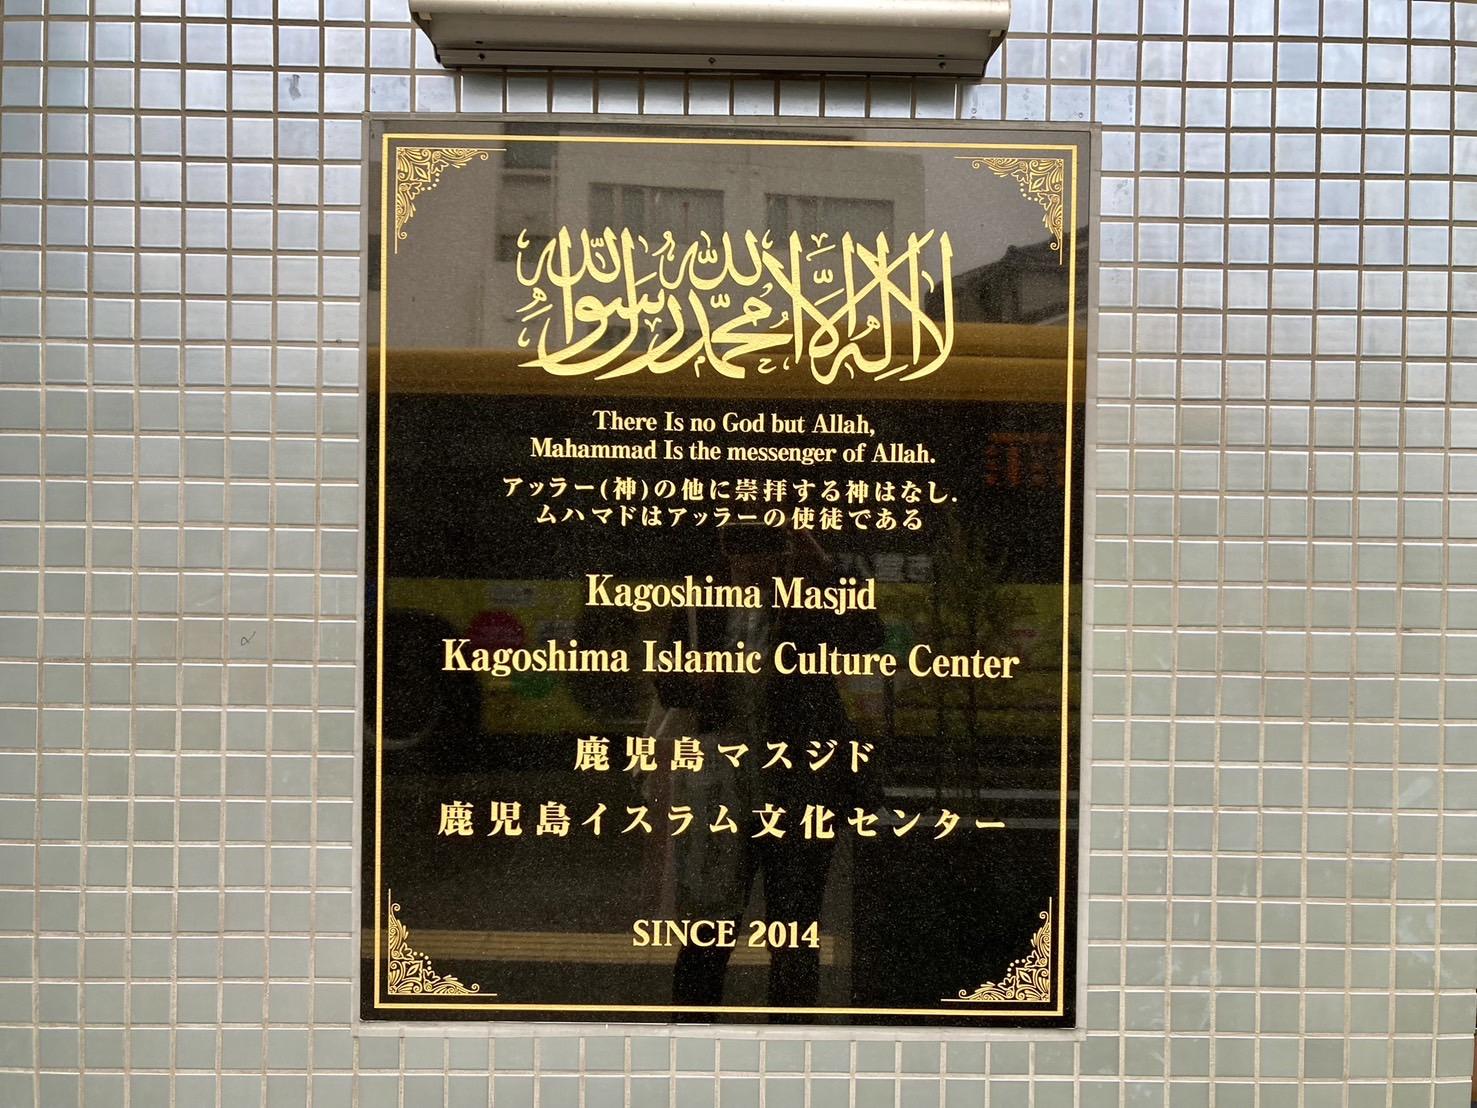 لا اله الا الله محمد رسول الله
There Is no God but Allah,
Mahammad Is the messenger of Allah.
アッラー(神)の他に崇拝する神はなし.
ムハマドはアッラーの使徒である
Kagoshima Masjid
Kagoshima Islamic Culture Center
鹿児島マスジド
鹿児島イスラム文化センター
SINCE 2014